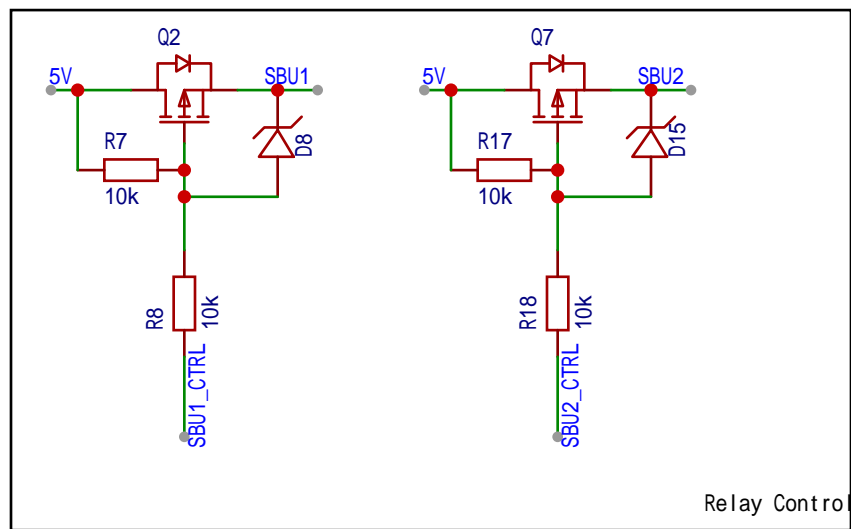 Q2
5V
SBU1
R7
10k
D8
R8
10k
SBU1_CTRL
Q7
5V
SBU2
R17
10k
D15
R18
10k
SBU2_CTRL
Relay Control